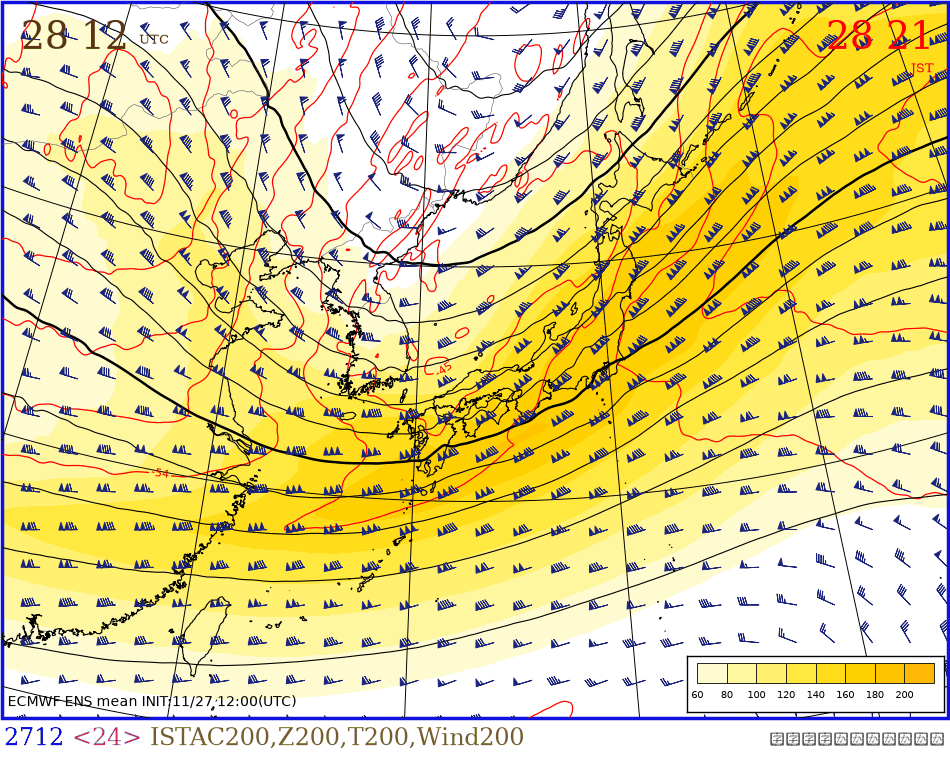 28 12 UTC
28 21
JST
-45
-54
60 80 100 120 140 160 180 200
ECMWF ENS mean INIT:11/27,12:00(UTC)
2712 <24> ISTAC200,Z200,T200,Wind200